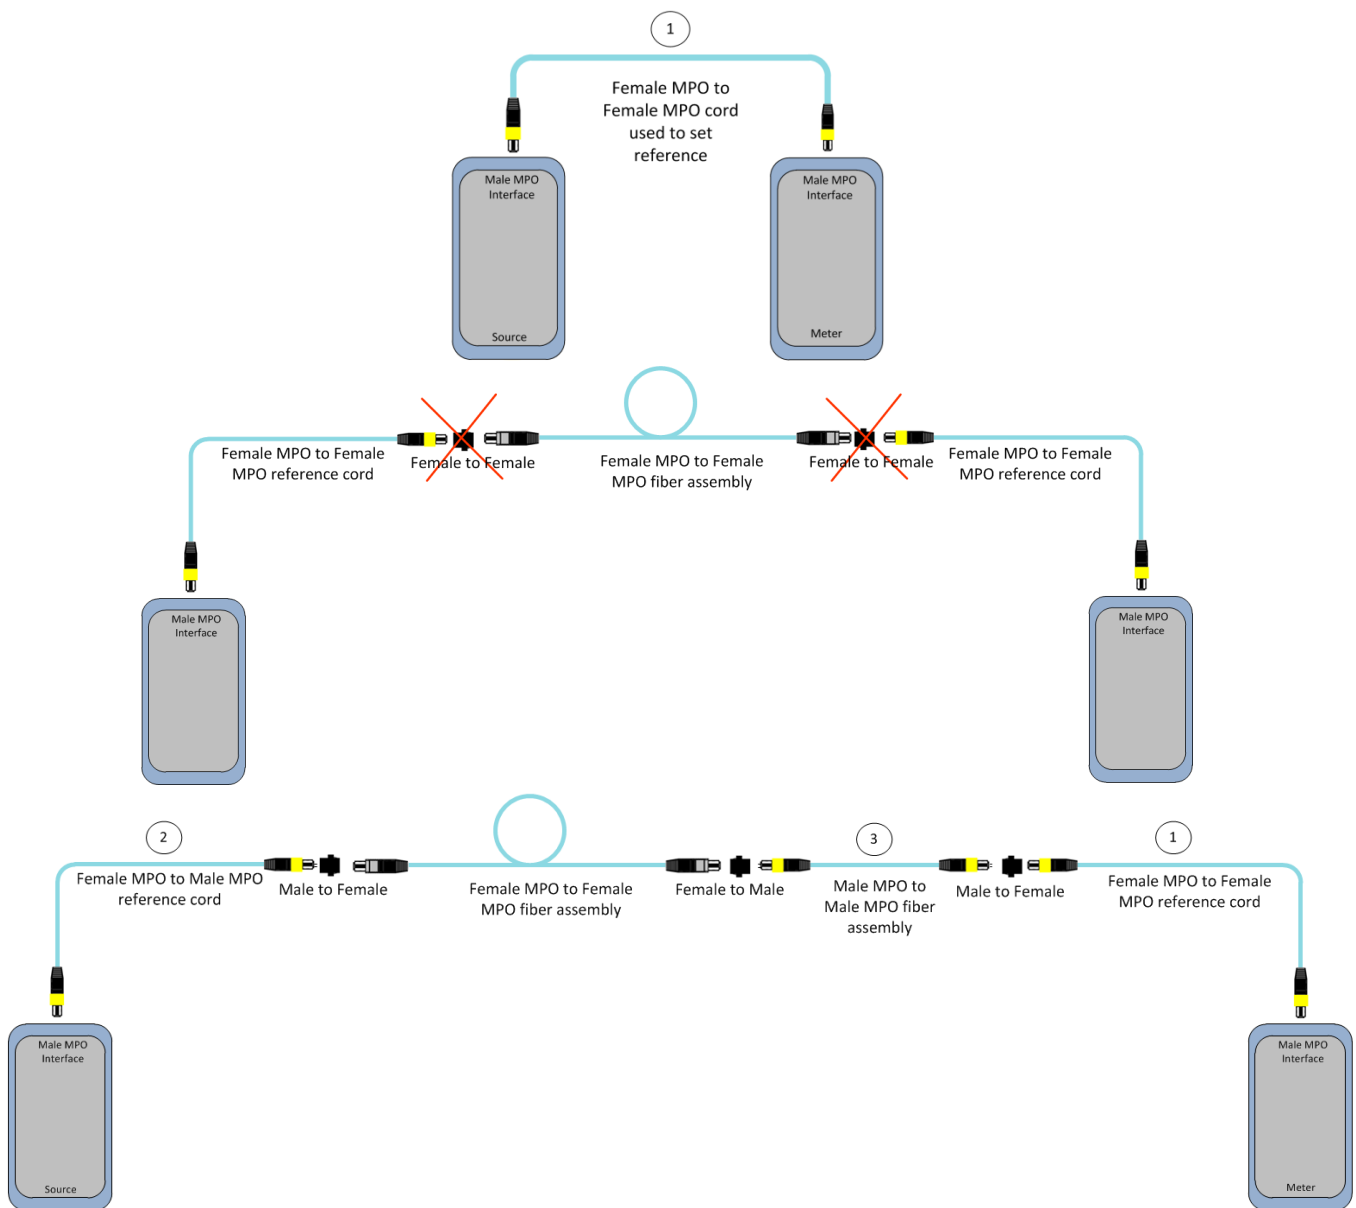 1
Female MPO to
Female MPO cord
used to set
reference
Male MPO
Interface
Male MPO
Interface
Source
Meter
Female MPO to Female
MPO reference cord
Female to Female
Female MPO to Female
MPO fiber assembly
Female to Female
Female MPO to Female
MPO reference cord
Male MPO
Interface
Male MPO
Interface
2
Female MPO to Male MPO
reference cord
Male to Female
Female MPO to Female
MPO fiber assembly
Female to Male
3
Male MPO to
Male MPO fiber
assembly
Male to Female
1
Female MPO to Female
MPO reference cord
Male MPO
Interface
Male MPO
Interface
Source
Meter